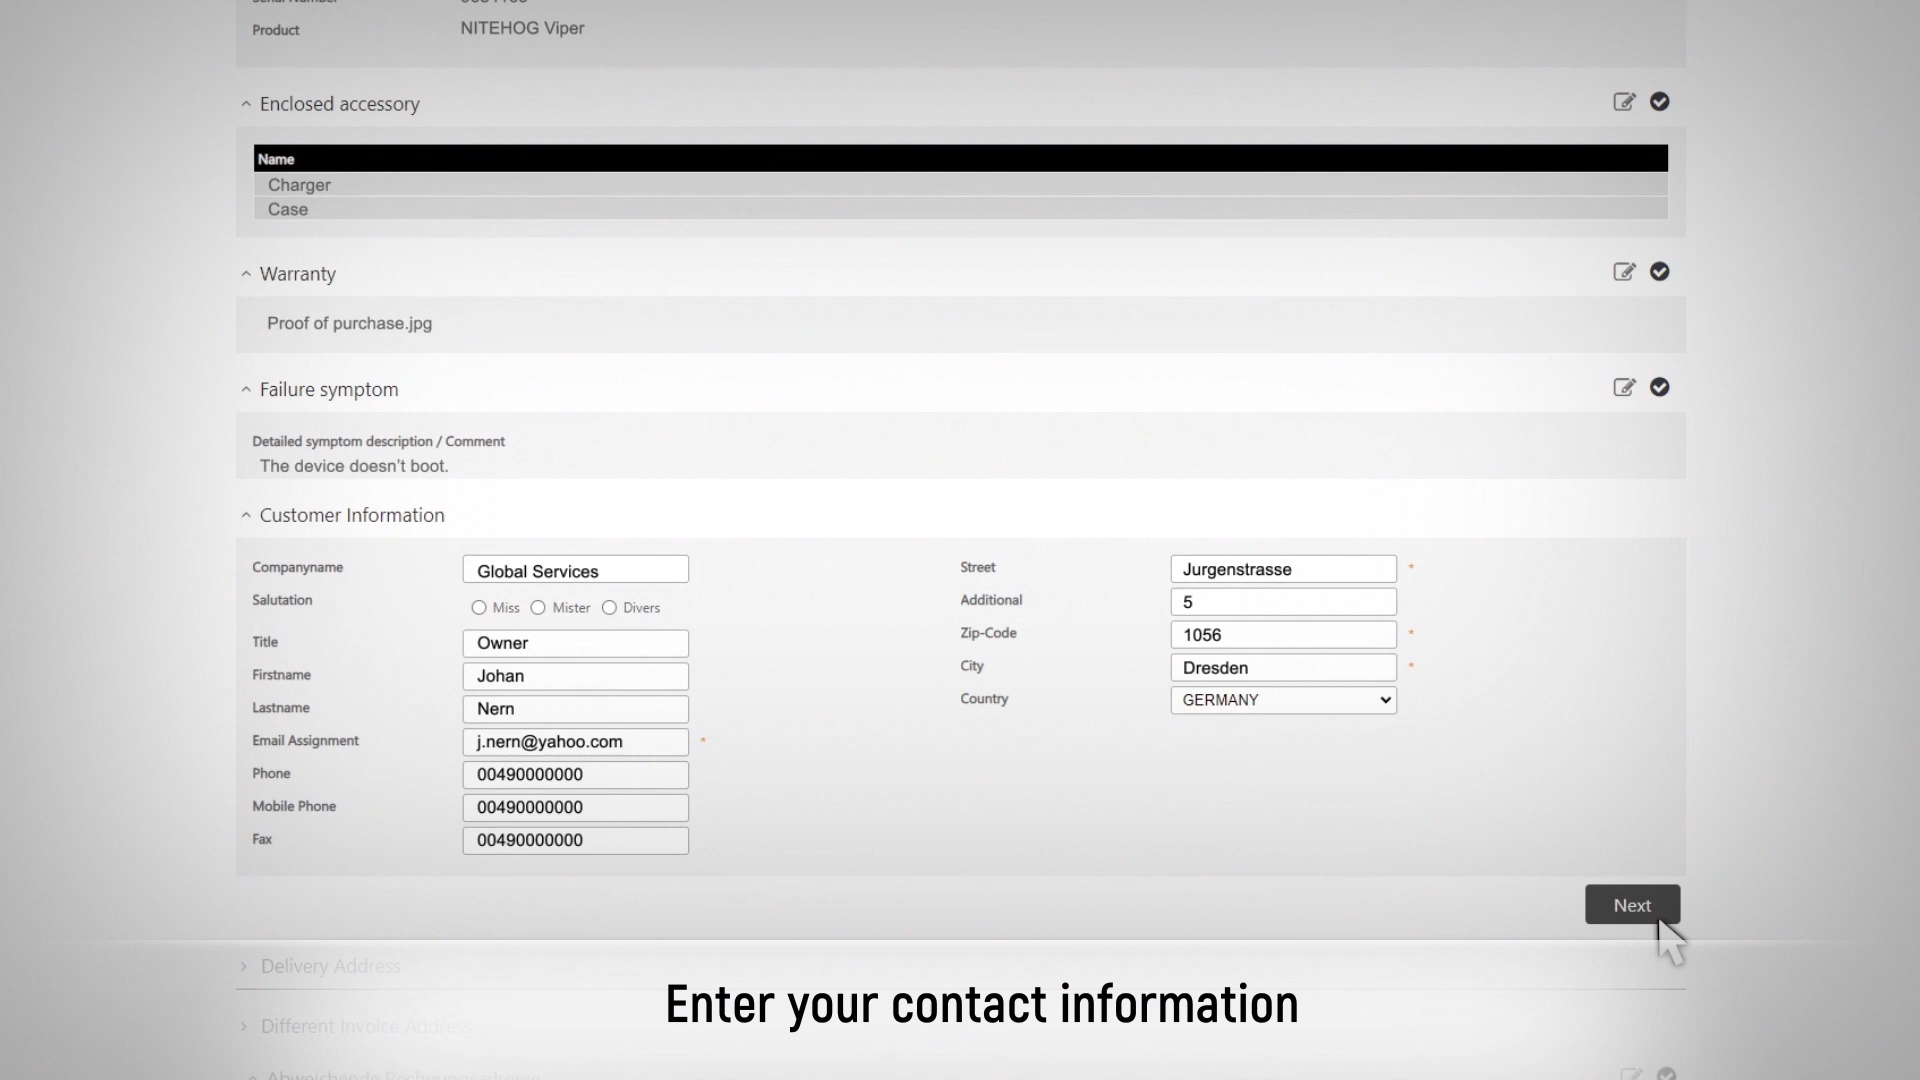 Product NITEHOG Viper
Enclosed accessory
Name
Charger
Case
Warranty
Proof of purchase.jpg
Failure symptom
Detailed symptom description / Comment
The device doesn't boot.
Customer Information
Companyname Global Services
Salutation Miss Mister Divers
Title Owner
Firstname Johan
Lastname Nern
Email Assignment j.nern@yahoo.com *
Phone 00490000000
Mobile Phone 00490000000
Fax 00490000000
Street Jurgenstrasse *
Additional 5
Zip-Code 1056 *
City Dresden *
Country GERMANY
Next
Delivery Address
Different Invoice Address
Enter your contact information